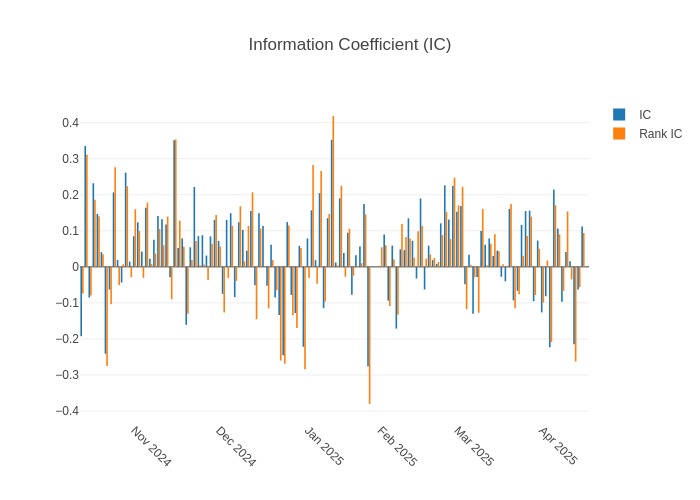 Information Coefficient (IC)
IC
Rank IC
0.4
0.3
0.2
0.1
0
−0.1
−0.2
−0.3
−0.4
Nov 2024
Dec 2024
Jan 2025
Feb 2025
Mar 2025
Apr 2025